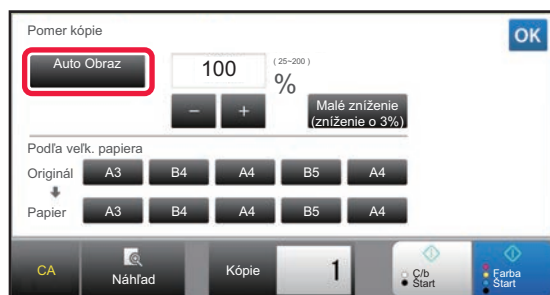 Pomer kópie
OK
Auto Obraz
100
(25~200)
%
−
+
Malé zníženie
(zníženie o 3%)
Podľa veľk. papiera
Originál
A3
B4
A4
B5
A4
Papier
A3
B4
A4
B5
A4
CA
Náhľad
Kópie
1
Č/b
Štart
Farba
Štart